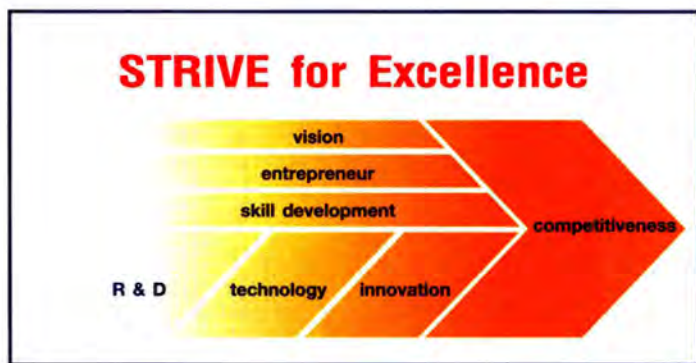 STRIVE for Excellence
vision
entrepreneur
skill development
competitiveness
R & D
technology
innovation